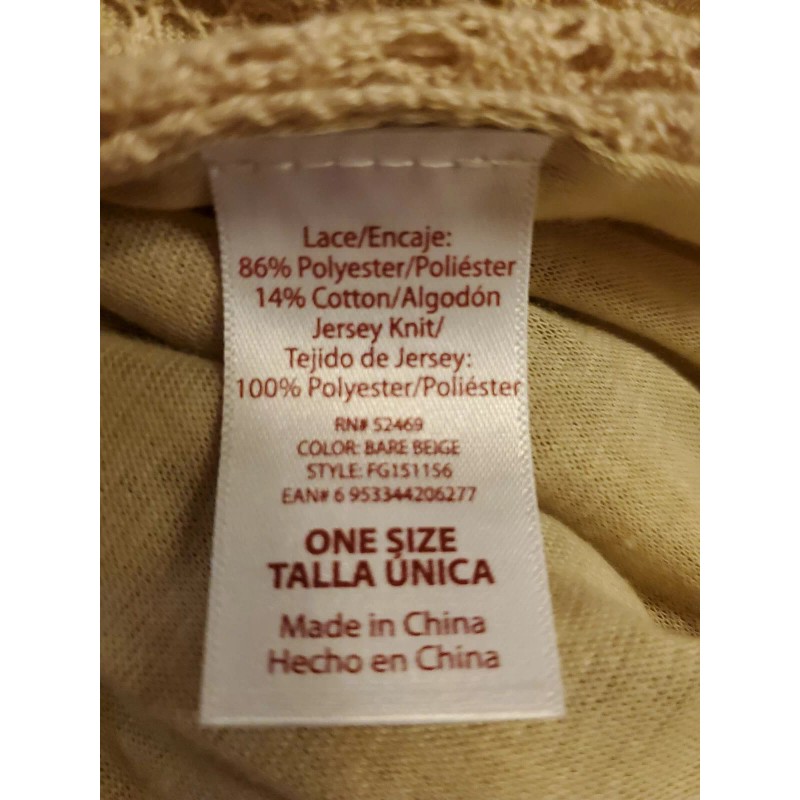 Lace/Encaje:
86% Polyester/Poliéster
14% Cotton/Algodón
Jersey Knit/
Tejido de Jersey:
100% Polyester/Poliéster
RN# 52469
COLOR: BARE BEIGE
STYLE: FG151156
EAN# 6 953344206277
ONE SIZE
TALLA ÚNICA
Made in China
Hecho en China